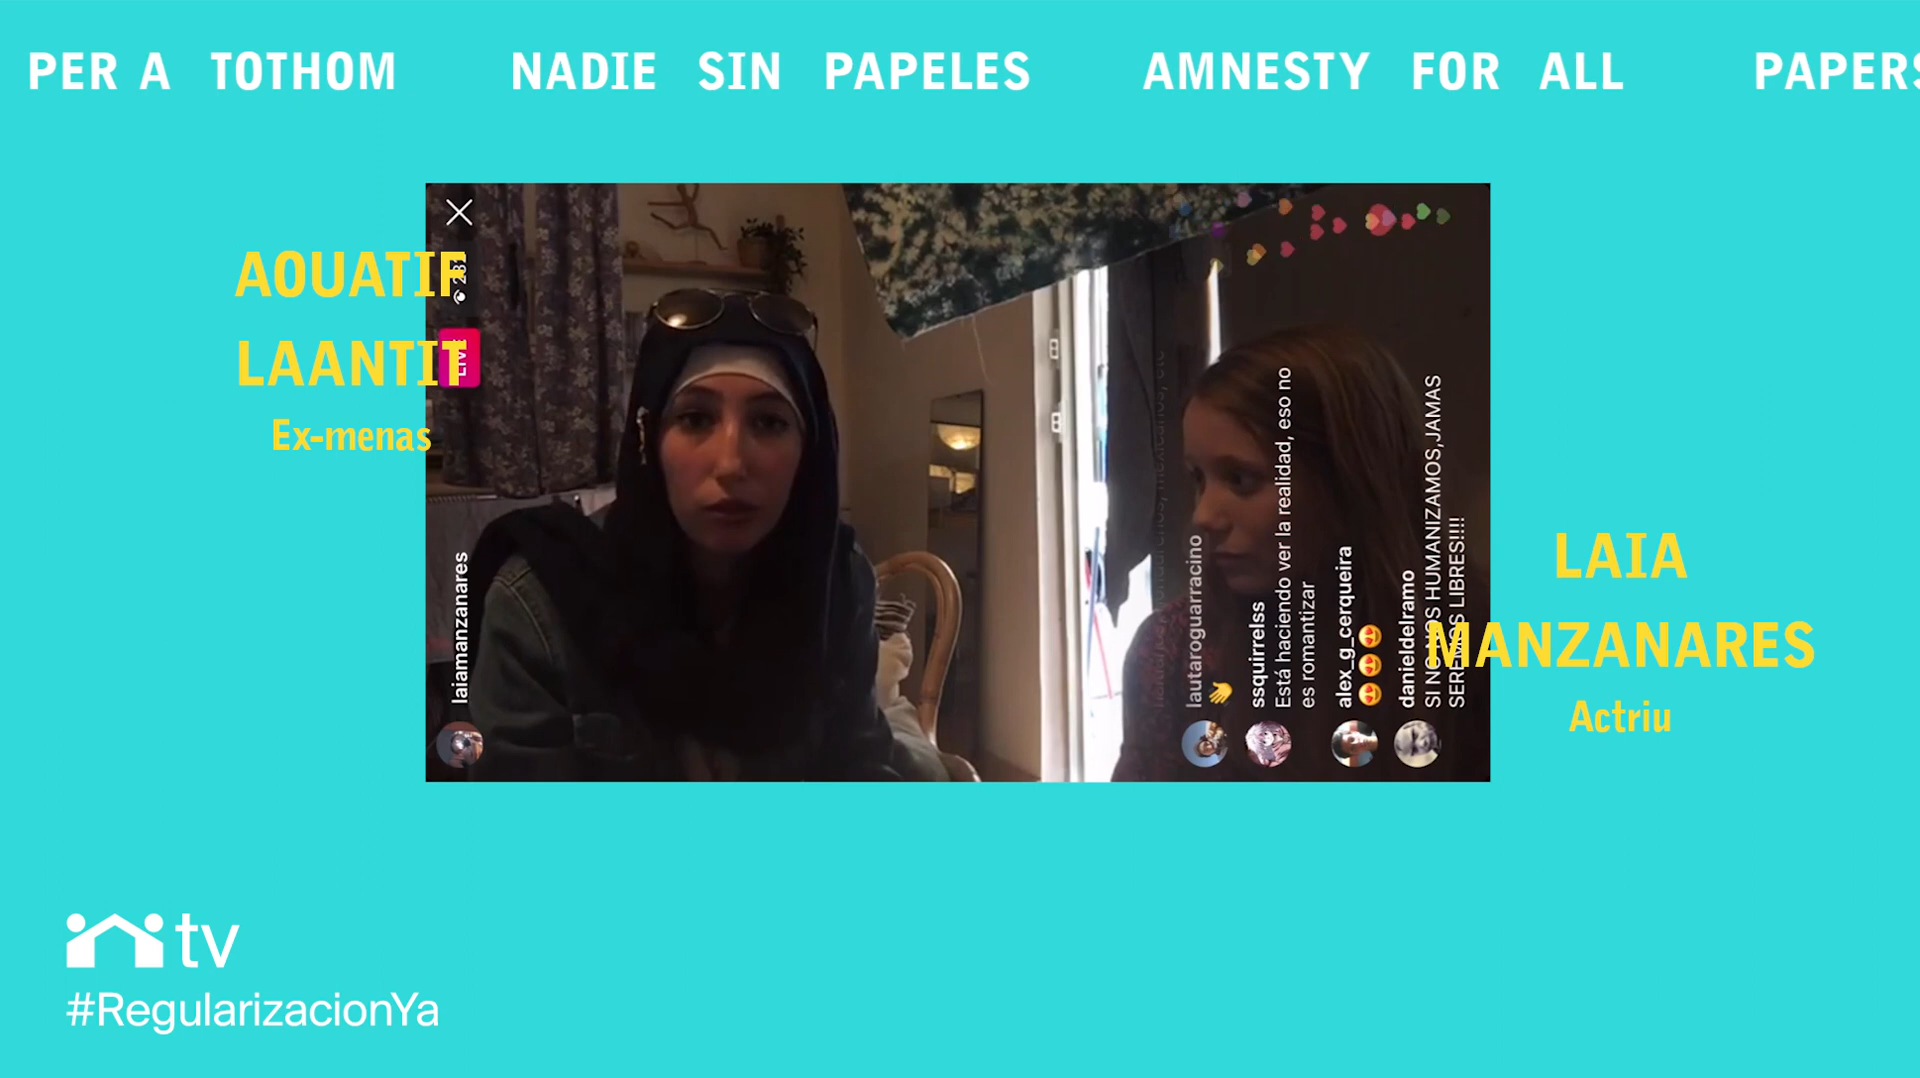 PER A TOTHOM NADIE SIN PAPELES AMNESTY FOR ALL PAPERS
AOUATIF
LAANTIT
Ex-menas
LIVE
laiamanzanares
lautaroguarracino
👋
ssquirrelss
Está haciendo ver la realidad, eso no
es romantizar
alex_g_cerqueira
😍😍😍
danieldelramo
SI NO NOS HUMANIZAMOS,JAMAS
SEREMOS LIBRES!!!!
LAIA
MANZANARES
Actriu
tv
#RegularizacionYa